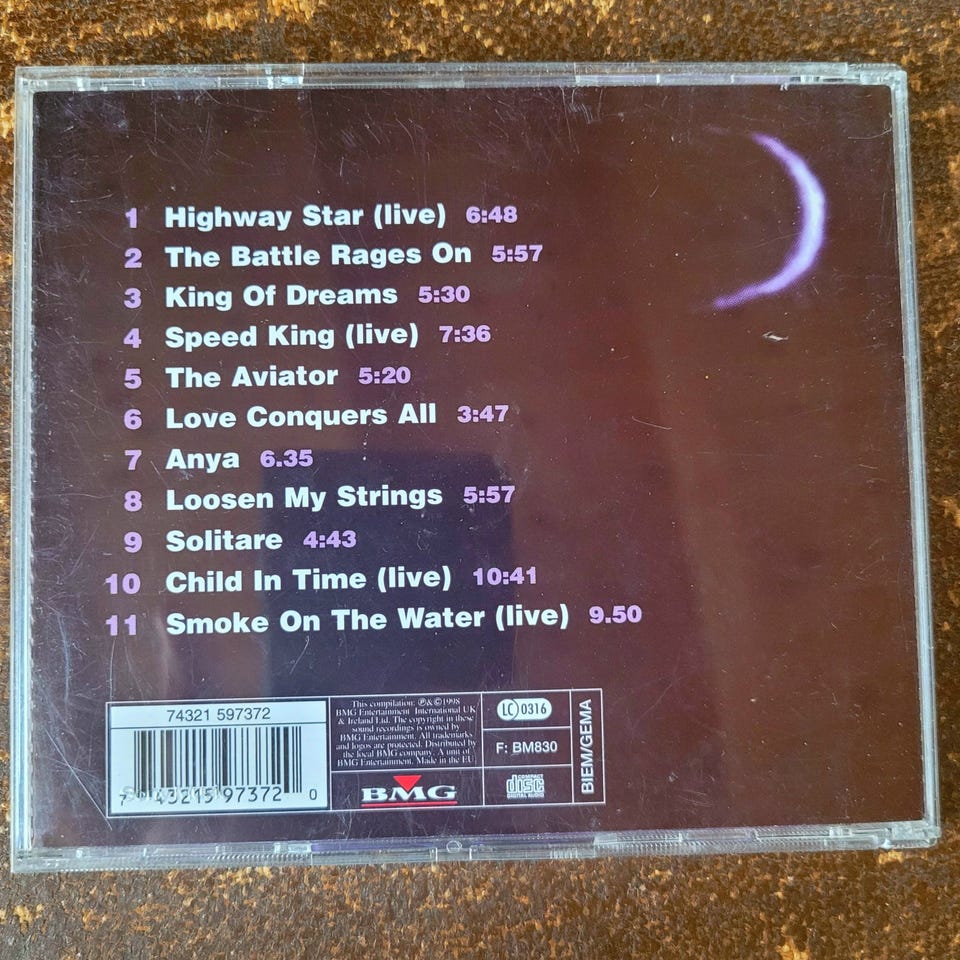 1 Highway Star (live) 6:48
2 The Battle Rages On 5:57
3 King Of Dreams 5:30
4 Speed King (live) 7:36
5 The Aviator 5:20
6 Love Conquers All 3:47
7 Anya 6.35
8 Loosen My Strings 5:57
9 Solitare 4:43
10 Child In Time (live) 10:41
11 Smoke On The Water (live) 9.50
74321 597372
7 43215 97372 0
This compilation: ℗&©1998
BMG Entertainment International UK
& Ireland Ltd. The copyright in these
sound recordings is owned by
BMG Entertainment. All trademarks
and logos are protected. Distributed by
the local BMG company. A unit of
BMG Entertainment. Made in the EU.
BMG
LC 0316
F: BM830
COMPACT
disc
DIGITAL AUDIO
BIEM/GEMA